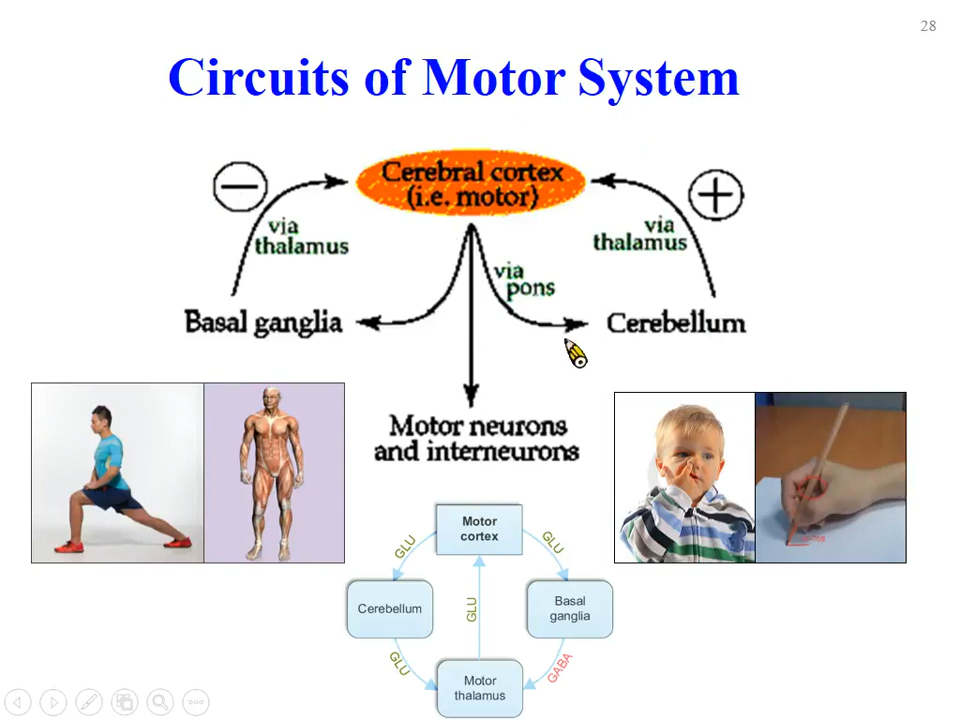 28
Circuits of Motor System
Cerebral cortex
(i.e. motor)
via
thalamus
via
pons
via
thalamus
Basal ganglia
Cerebellum
Motor neurons
and interneurons
Motor
cortex
GLU
GLU
Cerebellum
GLU
Basal
ganglia
GLU
GABA
Motor
thalamus